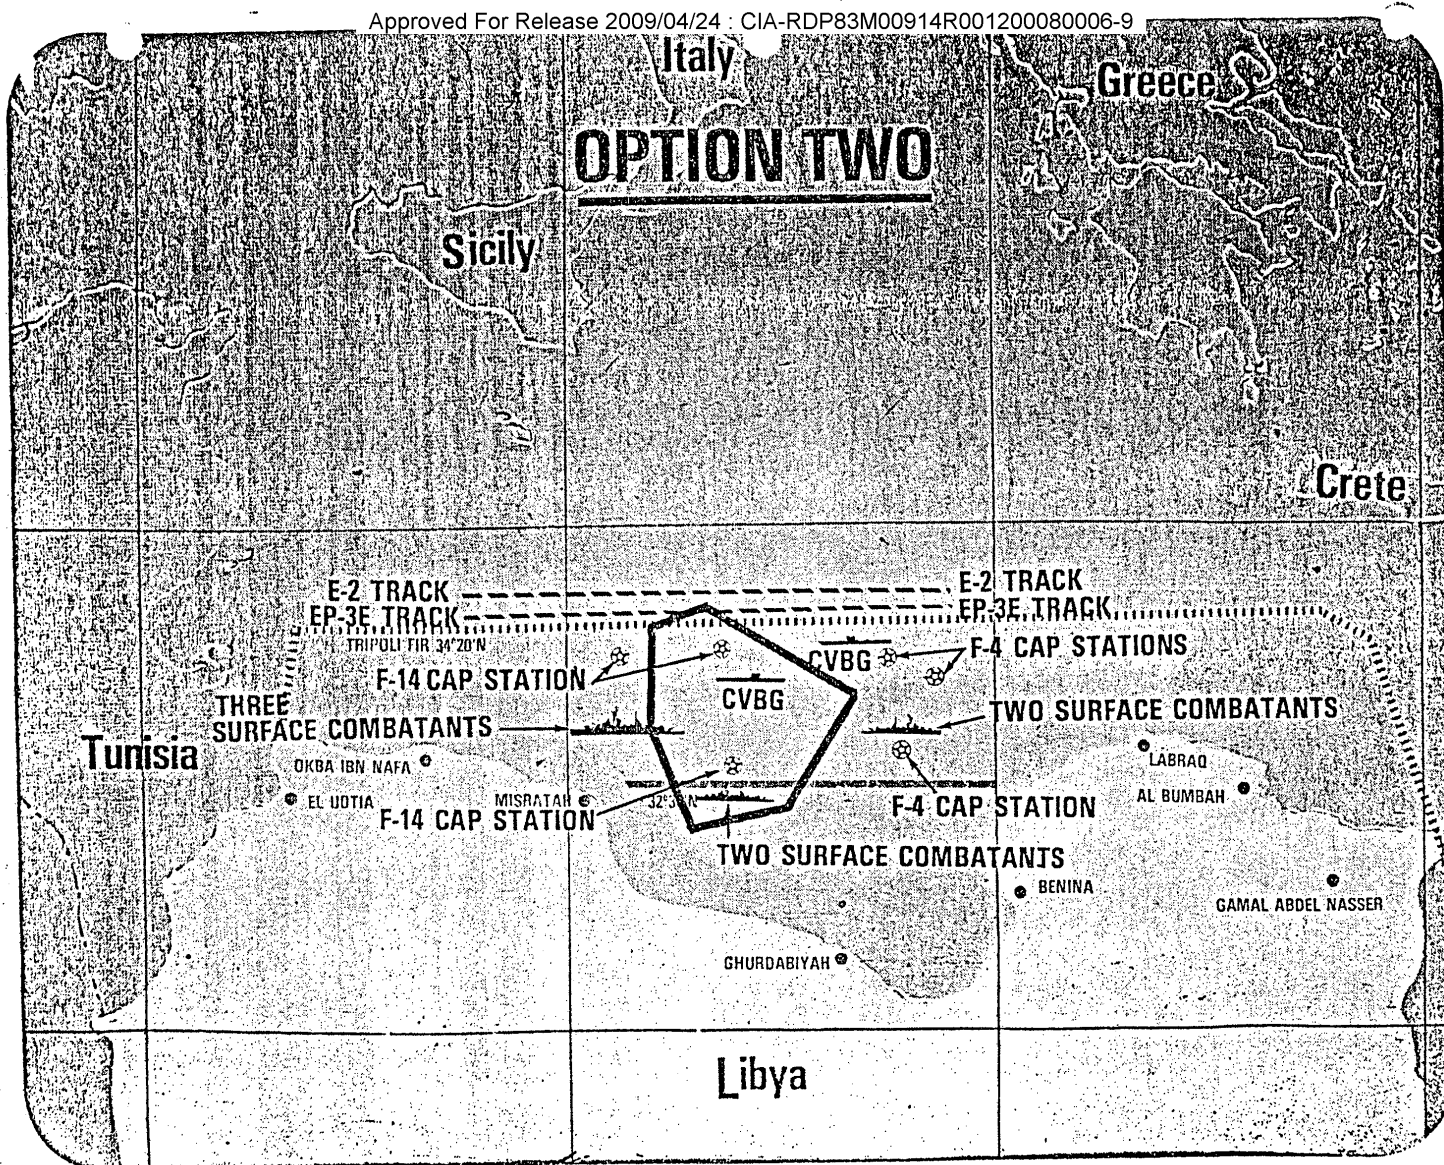 Approved For Release 2009/04/24 : CIA-RDP83M00914R001200080006-9
Italy
Greece
OPTION TWO
Sicily
Crete
E-2 TRACK
E-2 TRACK
EP-3E TRACK
EP-3E TRACK
TRIPOLI FIR 34°20'N
F-4 CAP STATIONS
CVBG
F-14 CAP STATION
CVBG
THREE
SURFACE COMBATANTS
TWO SURFACE COMBATANTS
Tunisia
OKBA IBN NAFA
LABRAQ
EL UOTIA
MISRATAH
AL BUMBAH
F-14 CAP STATION
F-4 CAP STATION
TWO SURFACE COMBATANTS
BENINA
GAMAL ABDEL NASSER
GHURDABIYAH
Libya